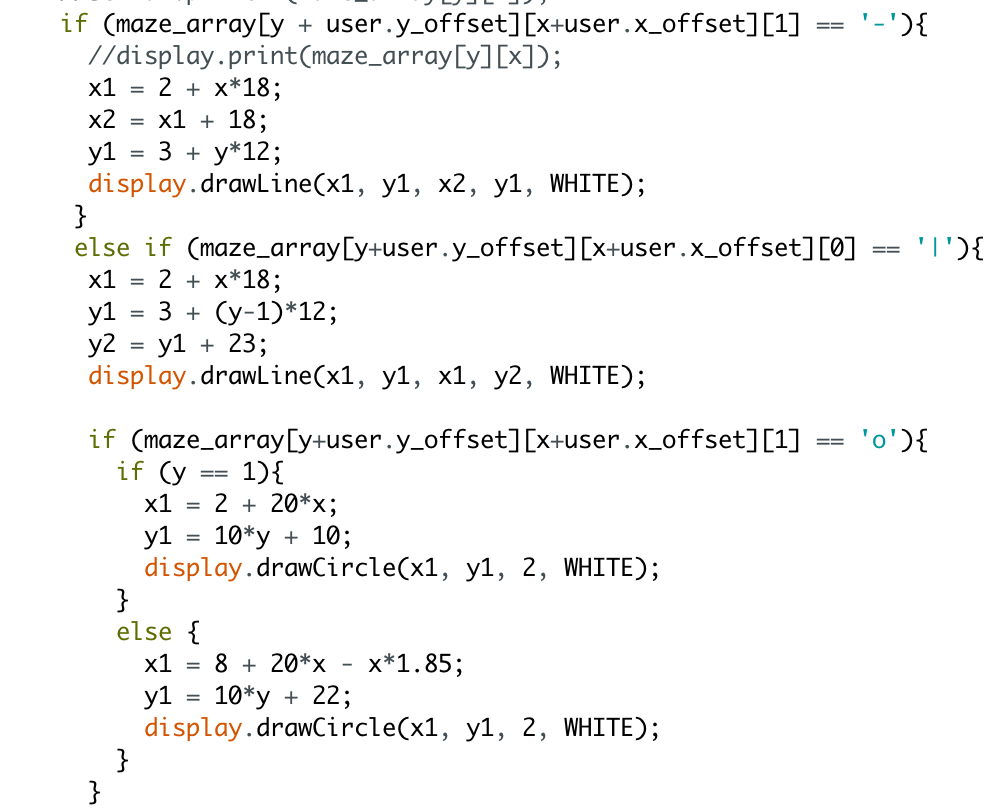 if (maze_array[y + user.y_offset][x+user.x_offset][1] == '-'){
//display.print(maze_array[y][x]);
x1 = 2 + x*18;
x2 = x1 + 18;
y1 = 3 + y*12;
display.drawLine(x1, y1, x2, y1, WHITE);
}
else if (maze_array[y+user.y_offset][x+user.x_offset][0] == '|'){
x1 = 2 + x*18;
y1 = 3 + (y-1)*12;
y2 = y1 + 23;
display.drawLine(x1, y1, x1, y2, WHITE);
if (maze_array[y+user.y_offset][x+user.x_offset][1] == 'o'){
if (y == 1){
x1 = 2 + 20*x;
y1 = 10*y + 10;
display.drawCircle(x1, y1, 2, WHITE);
}
else {
x1 = 8 + 20*x - x*1.85;
y1 = 10*y + 22;
display.drawCircle(x1, y1, 2, WHITE);
}
}